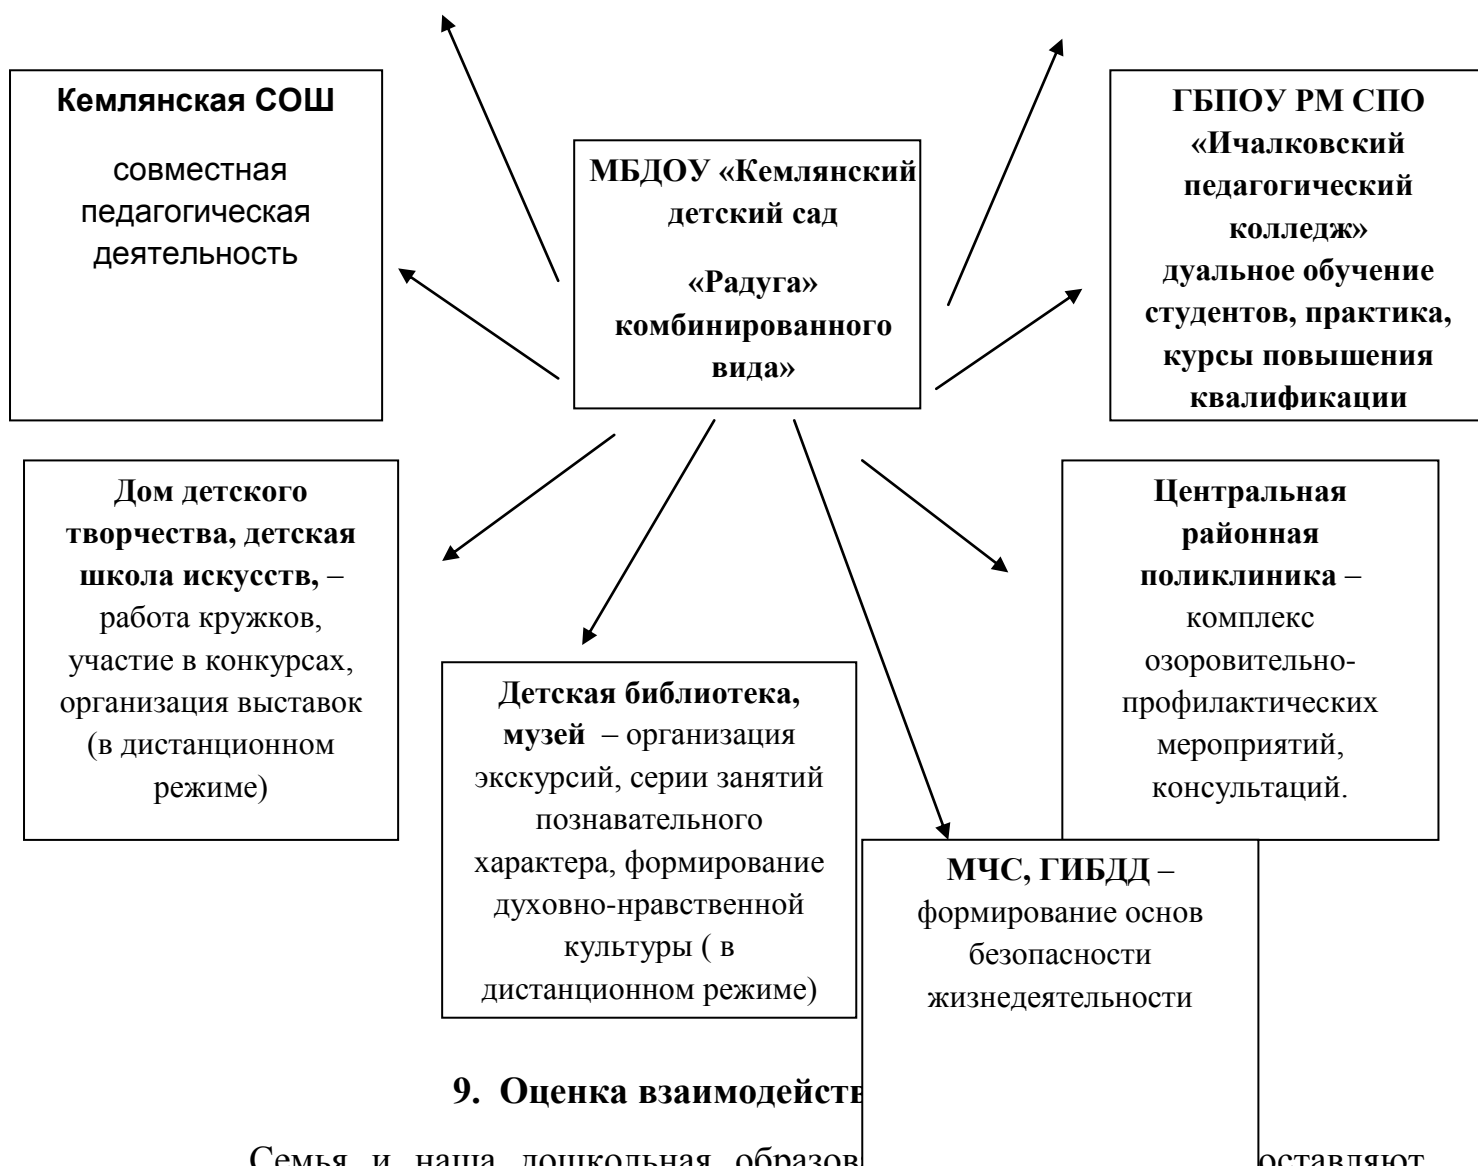 Кемлянская СОШ
совместная
педагогическая
деятельность
МБДОУ «Кемлянский
детский сад
«Радуга»
комбинированного
вида»
ГБПОУ РМ СПО
«Ичалковский
педагогический
колледж»
дуальное обучение
студентов, практика,
курсы повышения
квалификации
Дом детского
творчества, детская
школа искусств, –
работа кружков,
участие в конкурсах,
организация выставок
(в дистанционном
режиме)
Детская библиотека,
музей – организация
экскурсий, серии занятий
познавательного
характера, формирование
духовно-нравственной
культуры ( в
дистанционном режиме)
МЧС, ГИБДД –
формирование основ
безопасности
жизнедеятельности
Центральная
районная
поликлиника –
комплекс
озоровительно-
профилактических
мероприятий,
консультаций.
9. Оценка взаимодейств
Семья и наша дошкольная образов оставляют